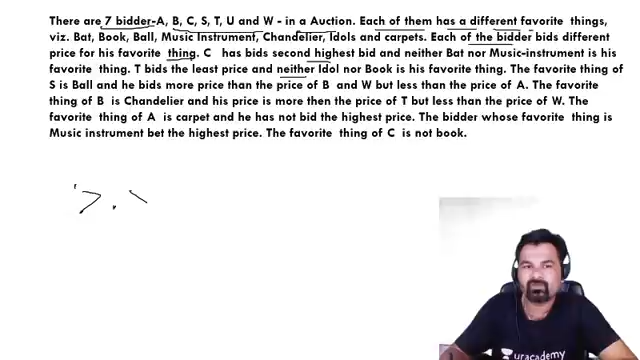 There are 7 bidder-A, B, C, S, T, U and W - in a Auction. Each of them has a different favorite things,
viz. Bat, Book, Ball, Music Instrument, Chandelier, Idols and carpets. Each of the bidder bids different
price for his favorite thing. C has bids second highest bid and neither Bat nor Music-instrument is his
favorite thing. T bids the least price and neither Idol nor Book is his favorite thing. The favorite thing of
S is Ball and he bids more price than the price of B and W but less than the price of A. The favorite
thing of B is Chandelier and his price is more then the price of T but less than the price of W. The
favorite thing of A is carpet and he has not bid the highest price. The bidder whose favorite thing is
Music instrument bet the highest price. The favorite thing of C is not book.
uracademy